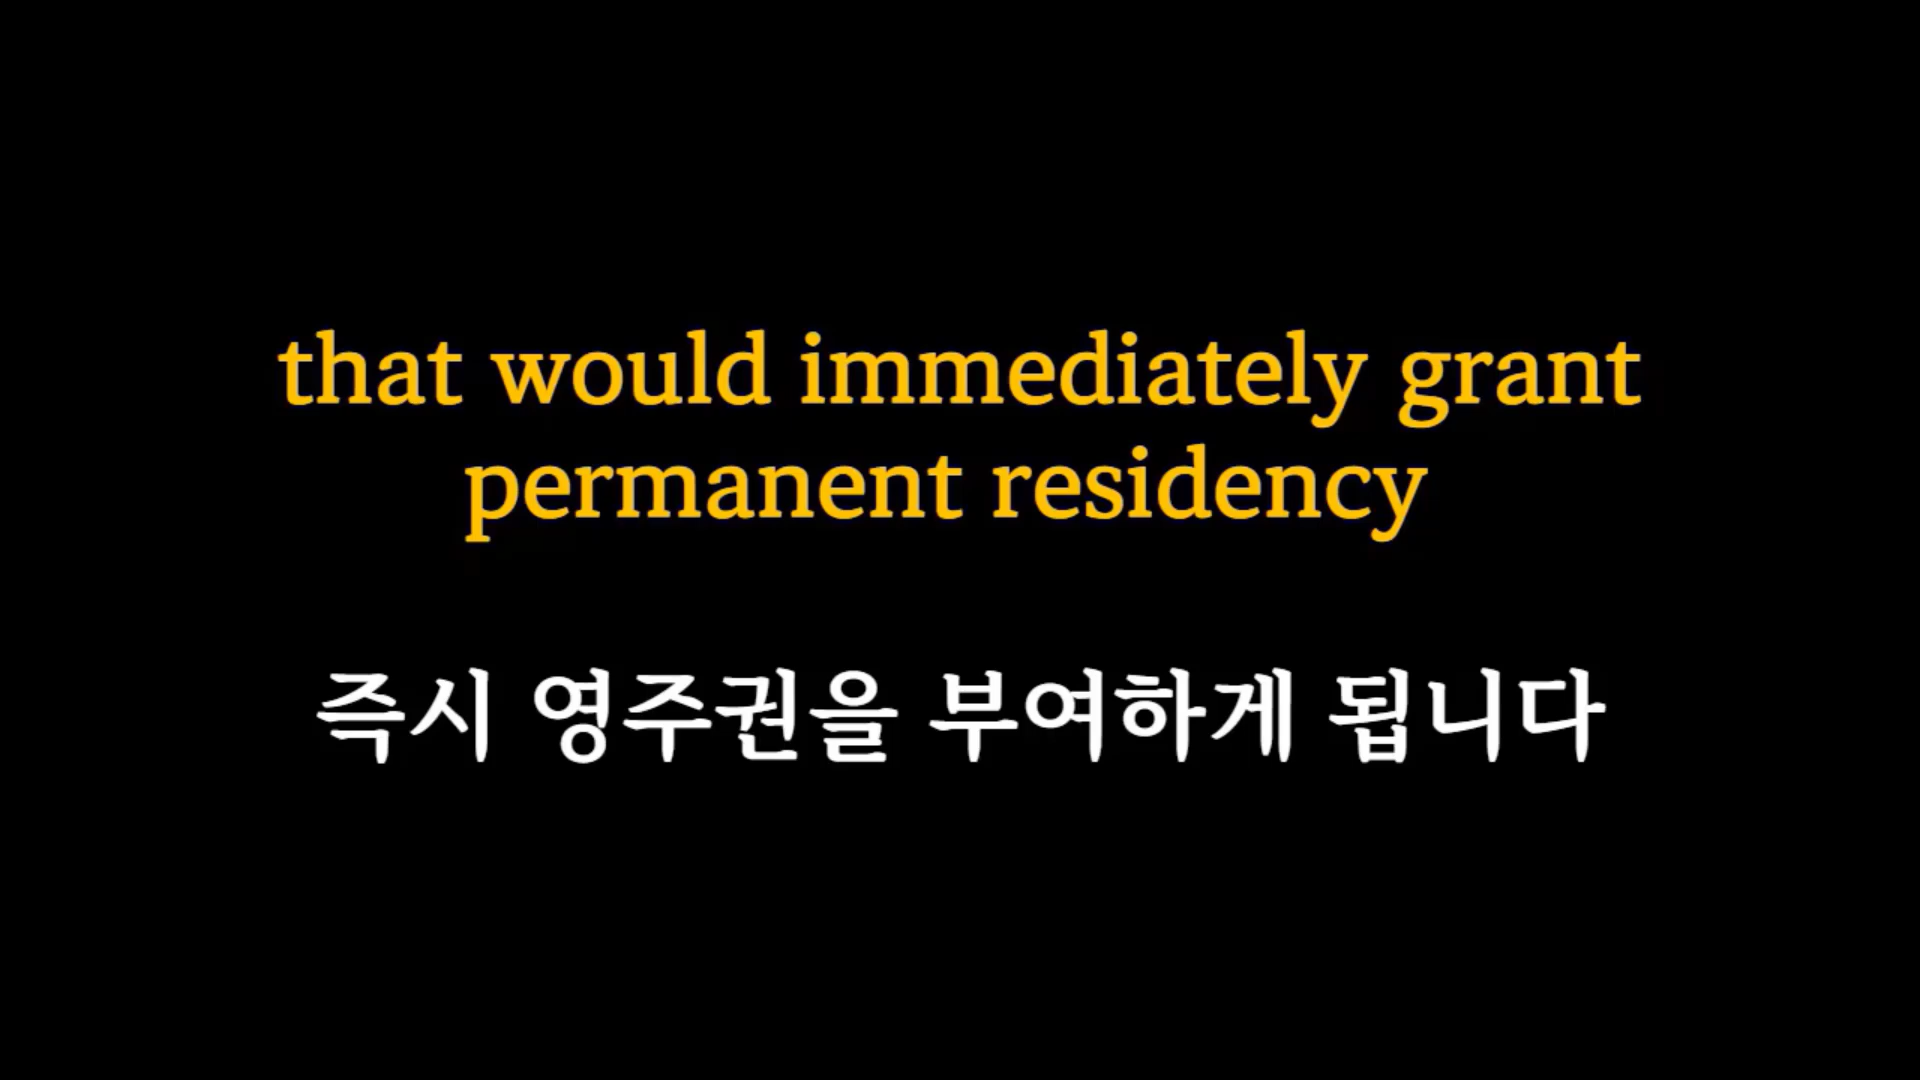 that would immediately grant
permanent residency
즉시 영주권을 부여하게 됩니다